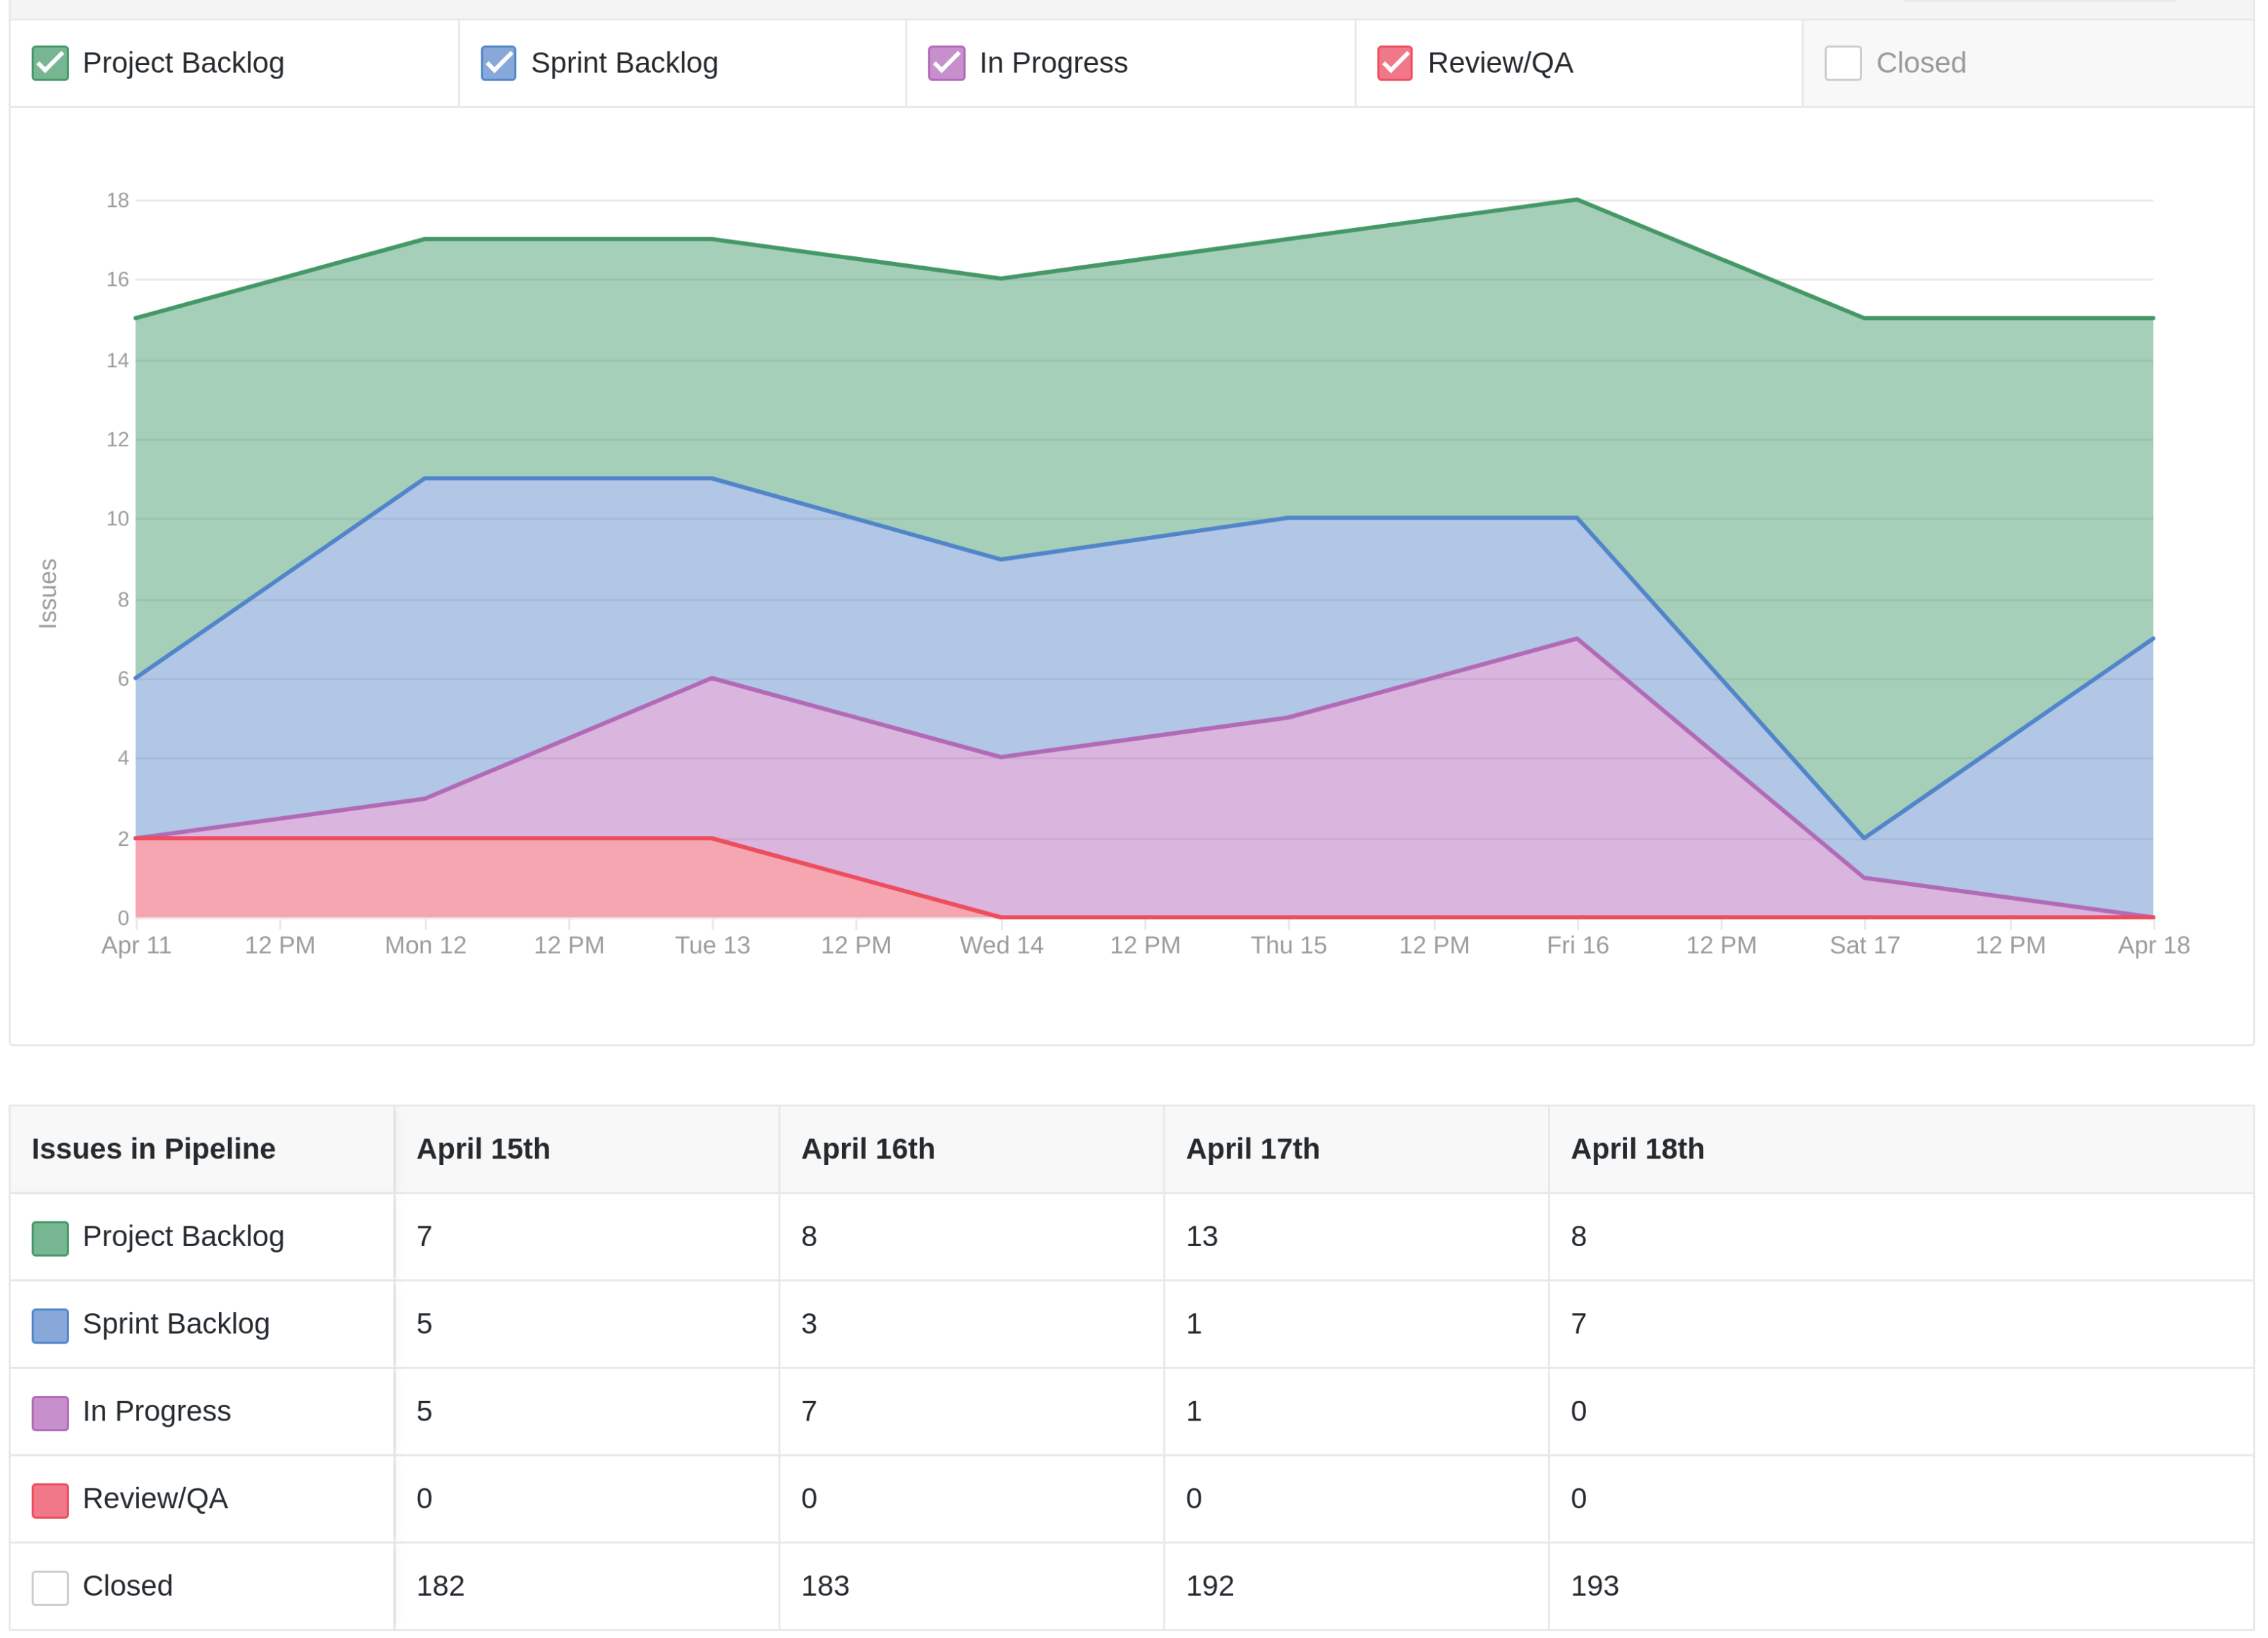 Project Backlog
Sprint Backlog
In Progress
Review/QA
Closed
18
16
14
12
10
8
6
4
2
0
Issues
Apr 11 12 PM Mon 12 12 PM Tue 13 12 PM Wed 14 12 PM Thu 15 12 PM Fri 16 12 PM Sat 17 12 PM Apr 18
Issues in Pipeline April 15th April 16th April 17th April 18th
Project Backlog 7 8 13 8
Sprint Backlog 5 3 1 7
In Progress 5 7 1 0
Review/QA 0 0 0 0
Closed 182 183 192 193